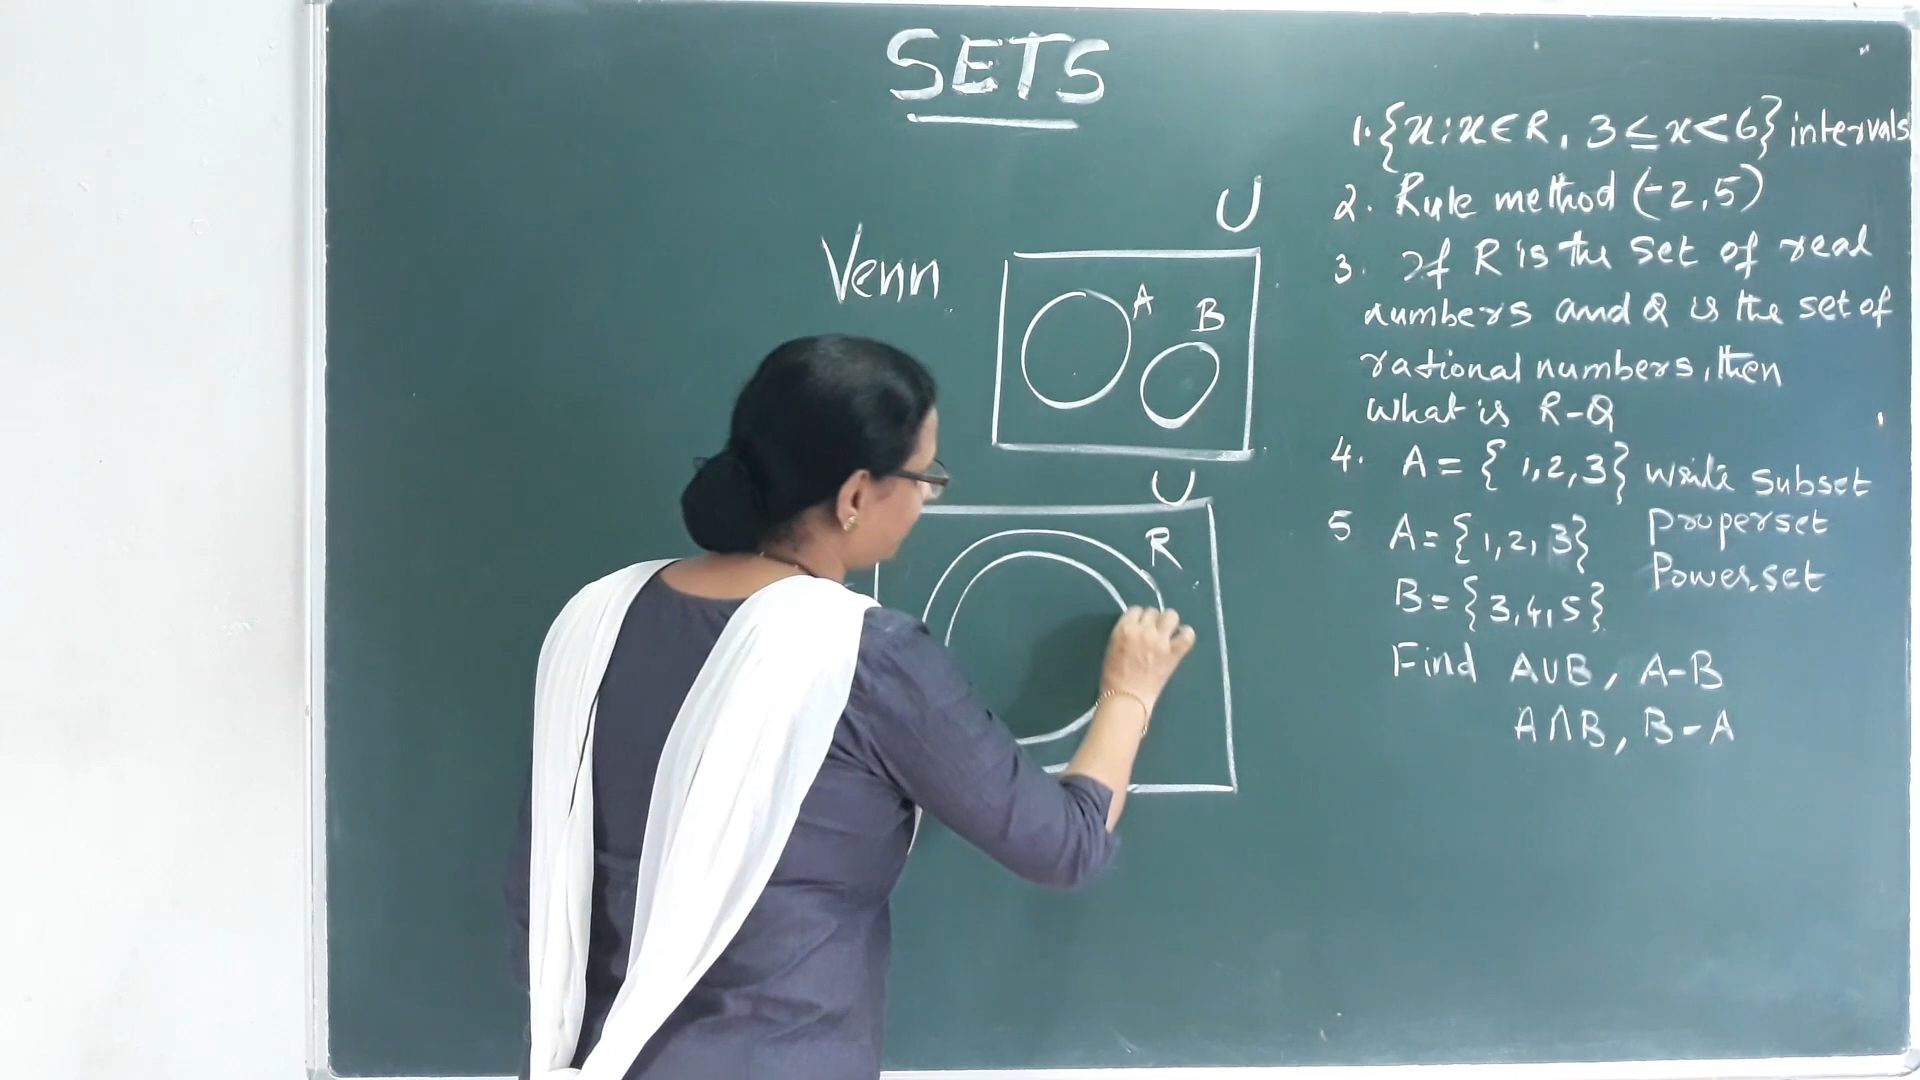 SETS
Venn
U
A
B
U
R
1. {x : x ∈ R, 3 ≤ x < 6} intervals
2. Rule method (-2, 5)
3. If R is the set of real
numbers and Q is the set of
rational numbers, then
what is R-Q
4. A = { 1, 2, 3} write subset
properset
Power.set
5 A = {1, 2, 3}
B = {3, 4, 5}
Find A∪B, A-B
A∩B, B-A